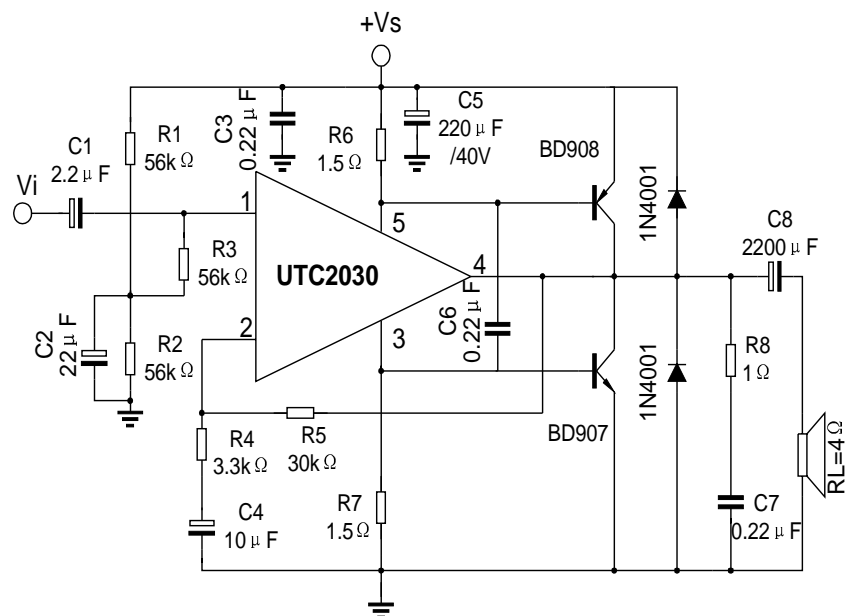 +Vs
C1
2.2μF
Vi
R1
56kΩ
C3
0.22μF
R6
1.5Ω
C5
220μF
/40V
BD908
1N4001
C8
2200μF
1
5
R3
56kΩ
UTC2030
4
C2
22μF
R2
56kΩ
2
3
C6
0.22μF
R8
1Ω
1N4001
BD907
R4
3.3kΩ
R5
30kΩ
RL=4Ω
C4
10μF
R7
1.5Ω
C7
0.22μF